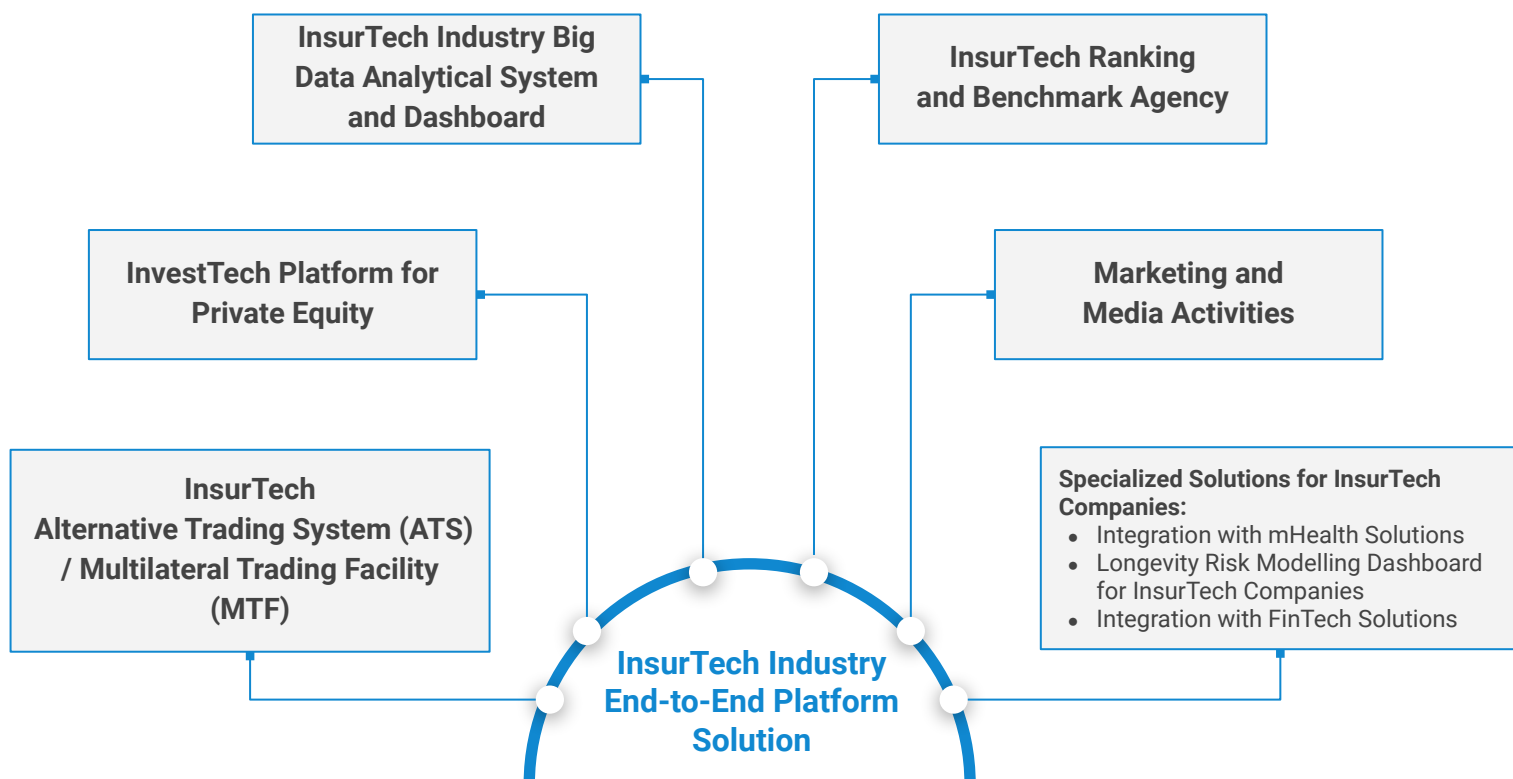 InsurTech Industry Big
Data Analytical System
and Dashboard
InsurTech Ranking
and Benchmark Agency
InvestTech Platform for
Private Equity
Marketing and
Media Activities
InsurTech
Alternative Trading System (ATS)
/ Multilateral Trading Facility
(MTF)
Specialized Solutions for InsurTech
Companies:
● Integration with mHealth Solutions
● Longevity Risk Modelling Dashboard
for InsurTech Companies
● Integration with FinTech Solutions
InsurTech Industry
End-to-End Platform
Solution